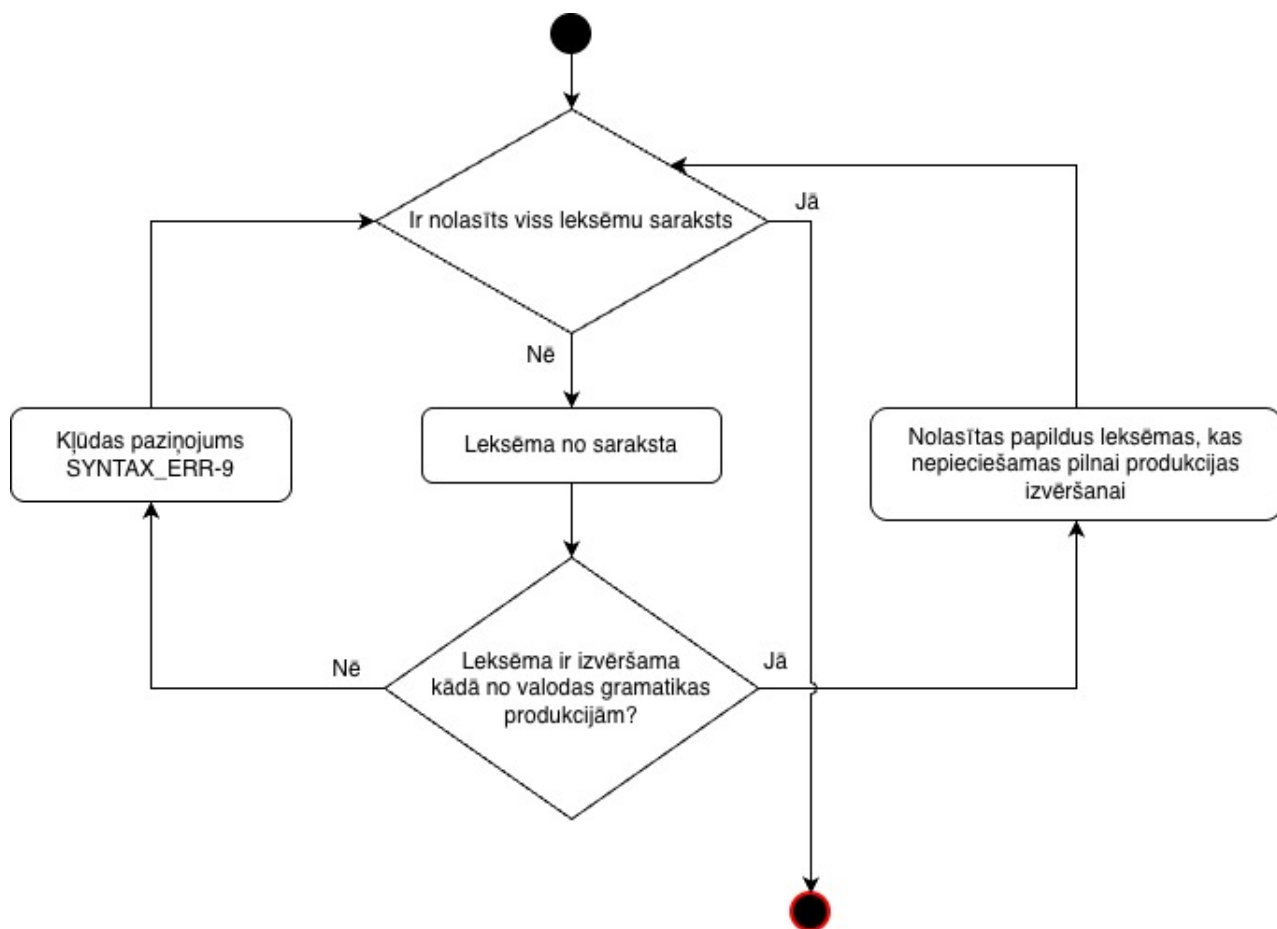 Ir nolasīts viss leksēmu saraksts
Jā
Nē
Kļūdas paziņojums
SYNTAX_ERR-9
Leksēma no saraksta
Nolasītas papildus leksēmas, kas
nepieciešamas pilnai produkcijas
izvēršanai
Nē
Leksēma ir izvēršama
kādā no valodas gramatikas
produkcijām?
Jā